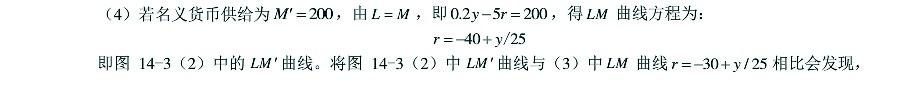 （4）若名义货币供给为 M′=200，由 L=M ，即 0.2y−5r=200，得 LM 曲线方程为：
r=−40+y/25
即图 14-3（2）中的 LM′曲线。将图 14-3（2）中 LM′曲线与（3）中 LM 曲线 r=−30+y/25 相比会发现，